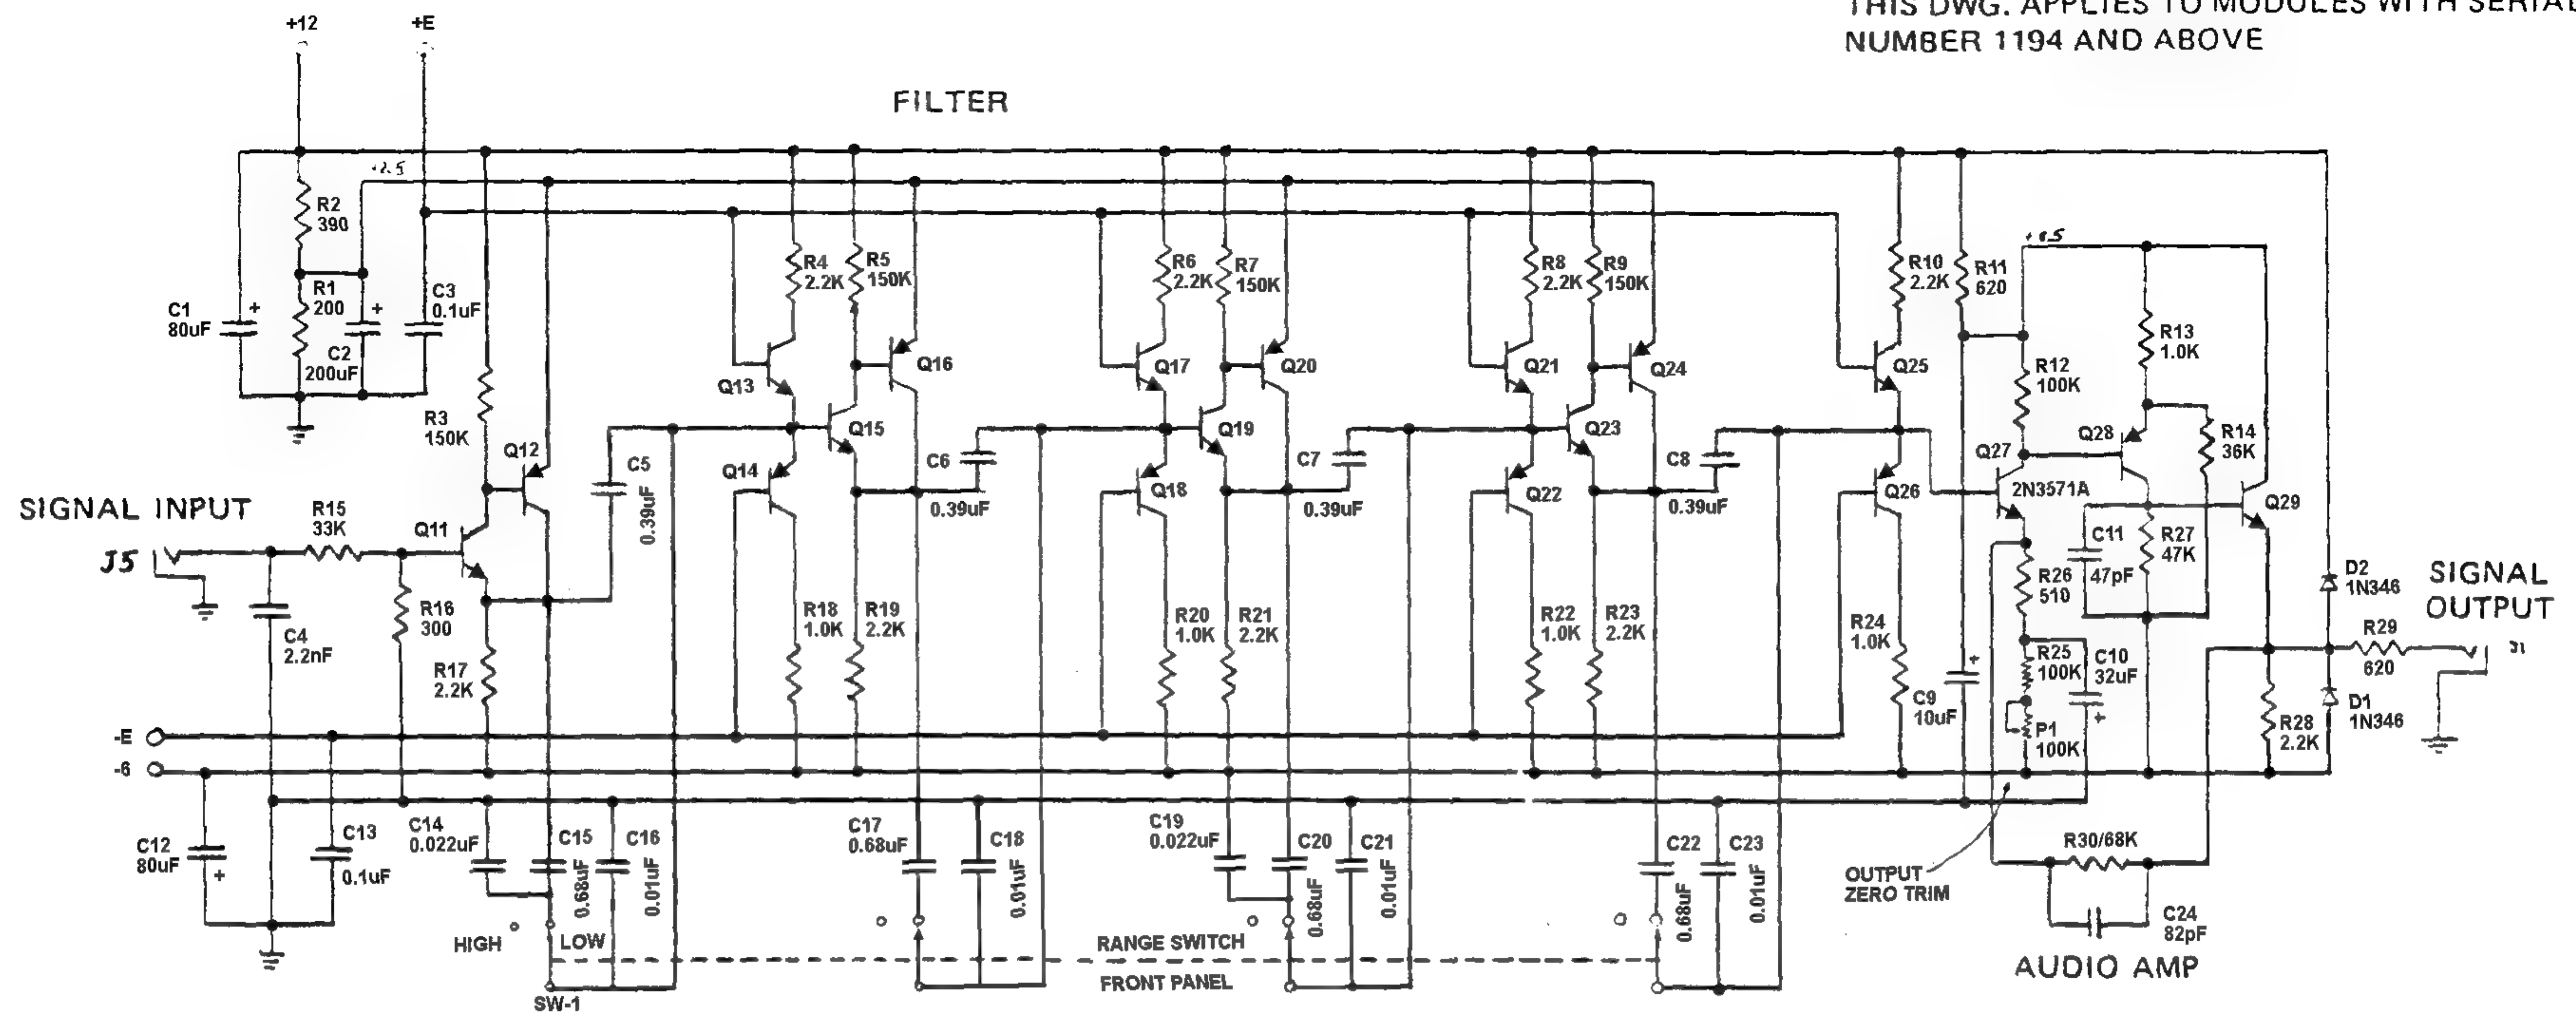 THIS DWG. APPLIES TO MODULES WITH SERIAL
NUMBER 1194 AND ABOVE
+12
+E
FILTER
R2
390
R1
200
C1
80uF
+
+
C2
200uF
C3
0.1uF
R3
150K
Q12
Q11
SIGNAL INPUT
J5
R15
33K
R16
300
C4
2.2nF
R17
2.2K
C5
0.39uF
R4
2.2K
R5
150K
Q13
Q14
Q15
Q16
R18
1.0K
R19
2.2K
C6
0.39uF
R6
2.2K
R7
150K
Q17
Q18
Q19
Q20
R20
1.0K
R21
2.2K
C7
0.39uF
R8
2.2K
R9
150K
Q21
Q22
Q23
Q24
R22
1.0K
R23
2.2K
C8
0.39uF
R10
2.2K
R11
620
Q25
Q26
R24
1.0K
C9
10uF
+
R12
100K
Q27
2N3571A
Q28
R13
1.0K
R14
36K
Q29
C11
47pF
R27
47K
R26
510
R25
100K
C10
32uF
+
P1
100K
D2
1N346
D1
1N346
R28
2.2K
R29
620
SIGNAL
OUTPUT
J1
-E
-6
C12
80uF
+
C13
0.1uF
C14
0.022uF
C15
0.68uF
C16
0.01uF
C17
0.68uF
C18
0.01uF
C19
0.022uF
C20
0.68uF
C21
0.01uF
C22
0.68uF
C23
0.01uF
HIGH
LOW
SW-1
RANGE SWITCH
FRONT PANEL
OUTPUT
ZERO TRIM
R30/68K
C24
82pF
AUDIO AMP